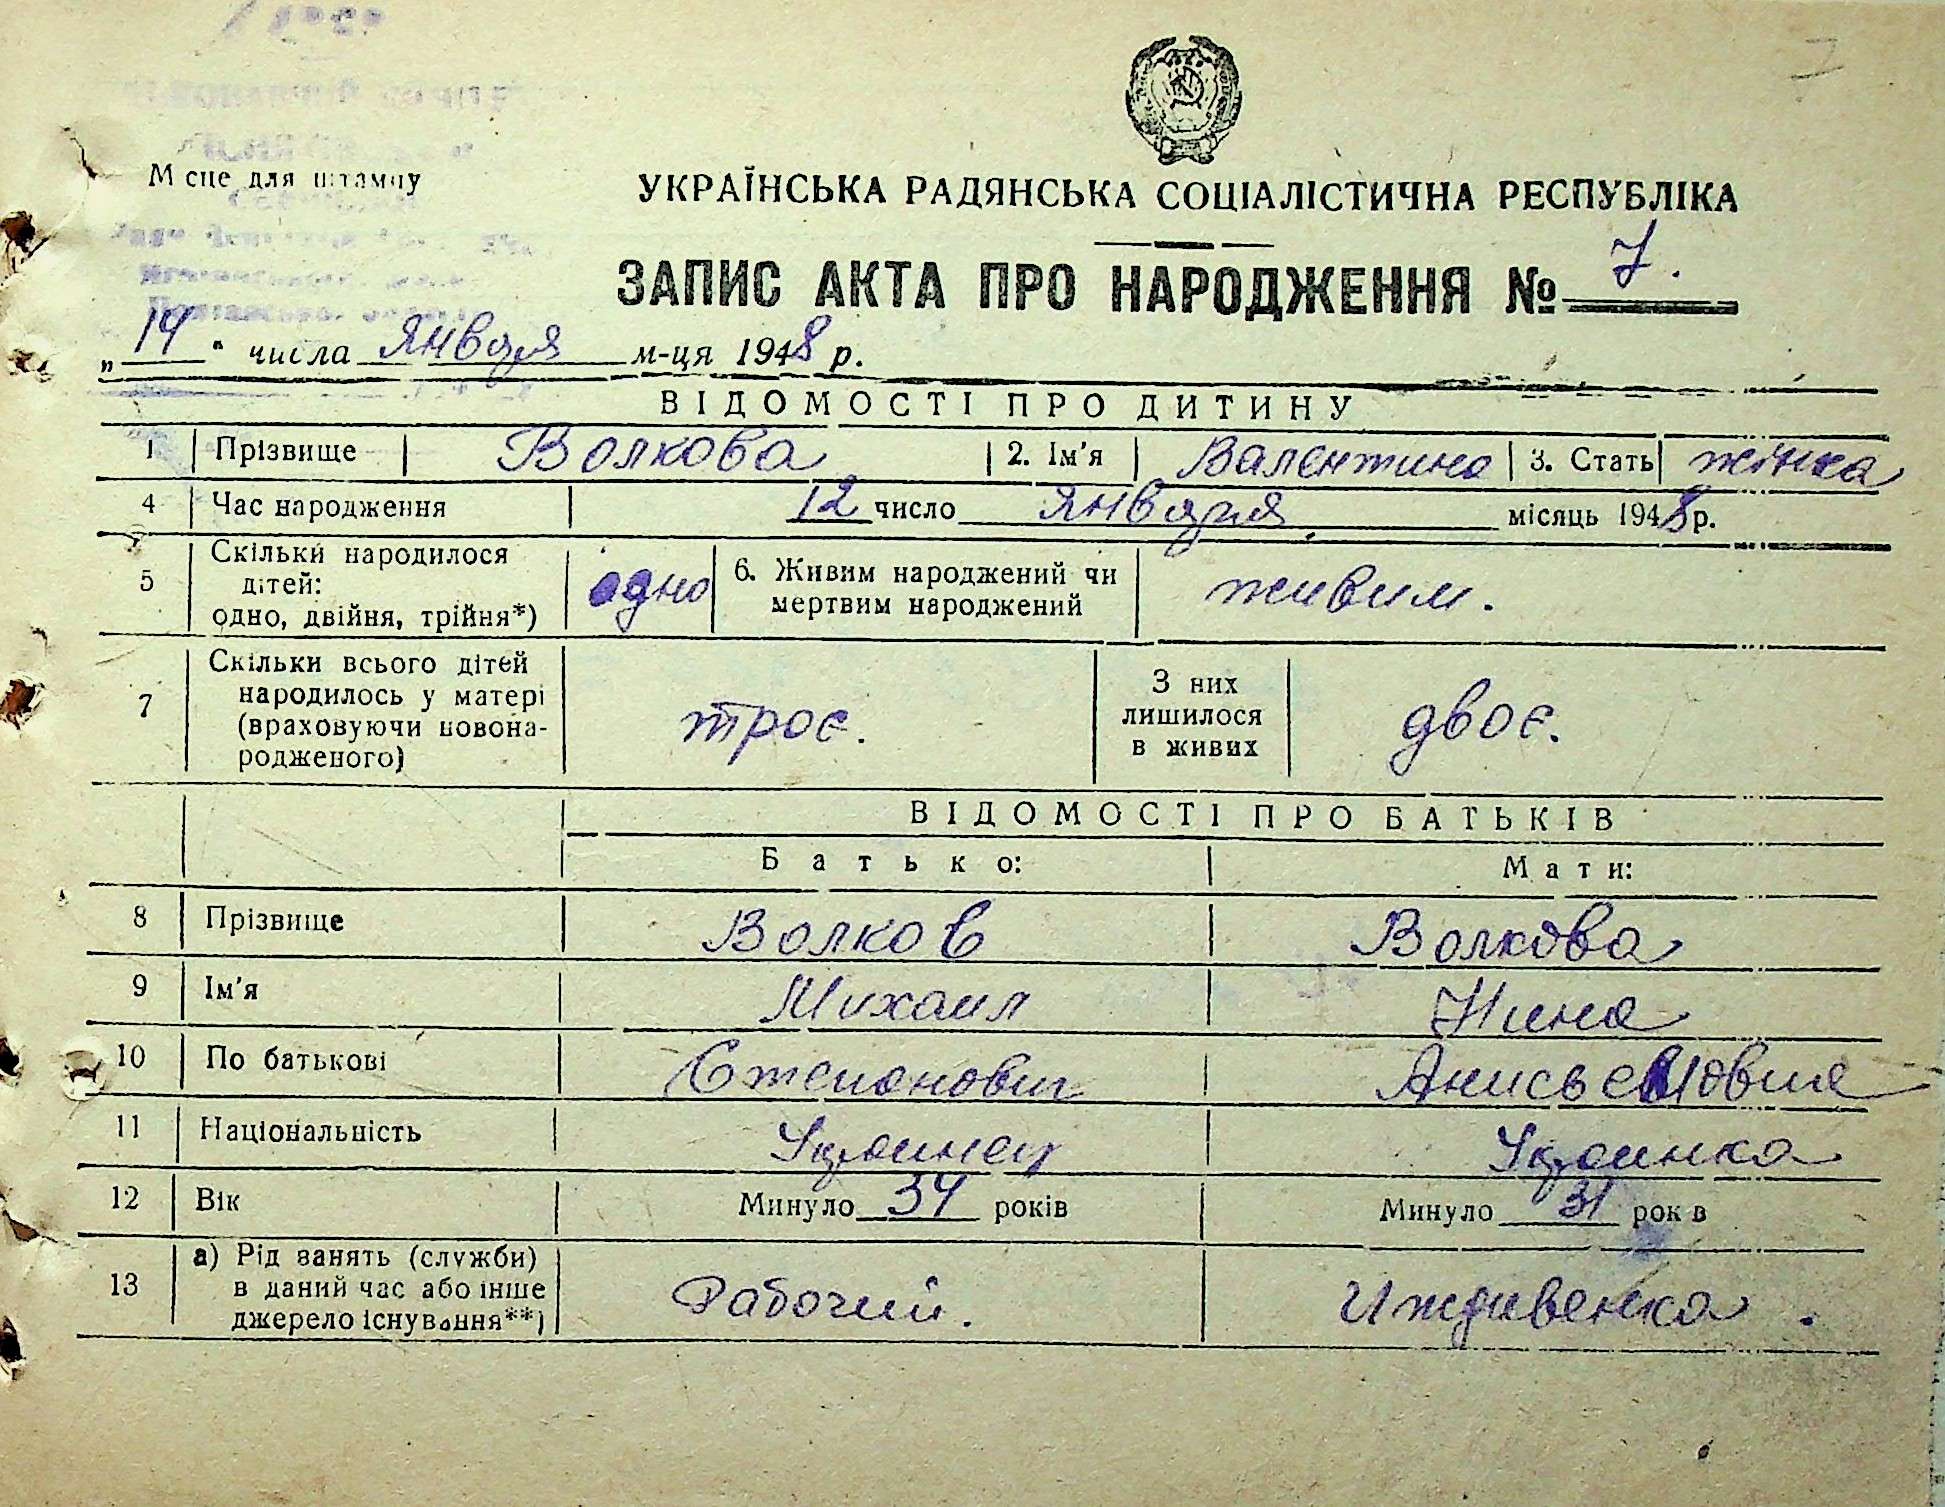 7
Місце для штампу
УКРАЇНСЬКА РАДЯНСЬКА СОЦІАЛІСТИЧНА РЕСПУБЛІКА
ЗАПИС АКТА ПРО НАРОДЖЕННЯ № 7.
„14“ числа января м-ця 1948 р.
ВІДОМОСТІ ПРО ДИТИНУ
1 Прізвище Волкова 2. Ім'я Валентина 3. Стать жінка
4 Час народження 12 число января місяць 1948 р.
5 Скільки народилося дітей: одно, двійня, трійня*) одно 6. Живим народжений чи мертвим народжений живим.
7 Скільки всього дітей народилось у матері (враховуючи новонародженого) троє. З них лишилося в живих двоє.
ВІДОМОСТІ ПРО БАТЬКІВ
Батько: Мати:
8 Прізвище Волков Волкова
9 Ім'я Михаил Нина
10 По батькові Степанович
11 Національність Украинец Украинка
12 Вік Минуло 34 років Минуло 31 років
13 а) Рід занять (служби) в даний час або інше джерело існування**) Рабочий. Иждивенка.